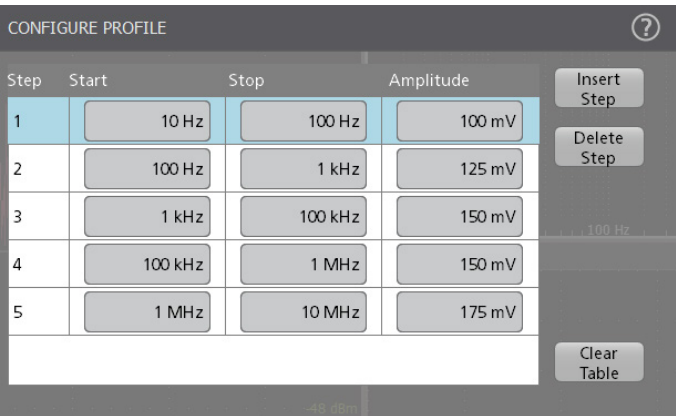 CONFIGURE PROFILE ?
Step Start Stop Amplitude
1 10 Hz 100 Hz 100 mV
2 100 Hz 1 kHz 125 mV
3 1 kHz 100 kHz 150 mV
4 100 kHz 1 MHz 150 mV
5 1 MHz 10 MHz 175 mV
Insert
Step
Delete
Step
100 Hz
Clear
Table
-48 dBm